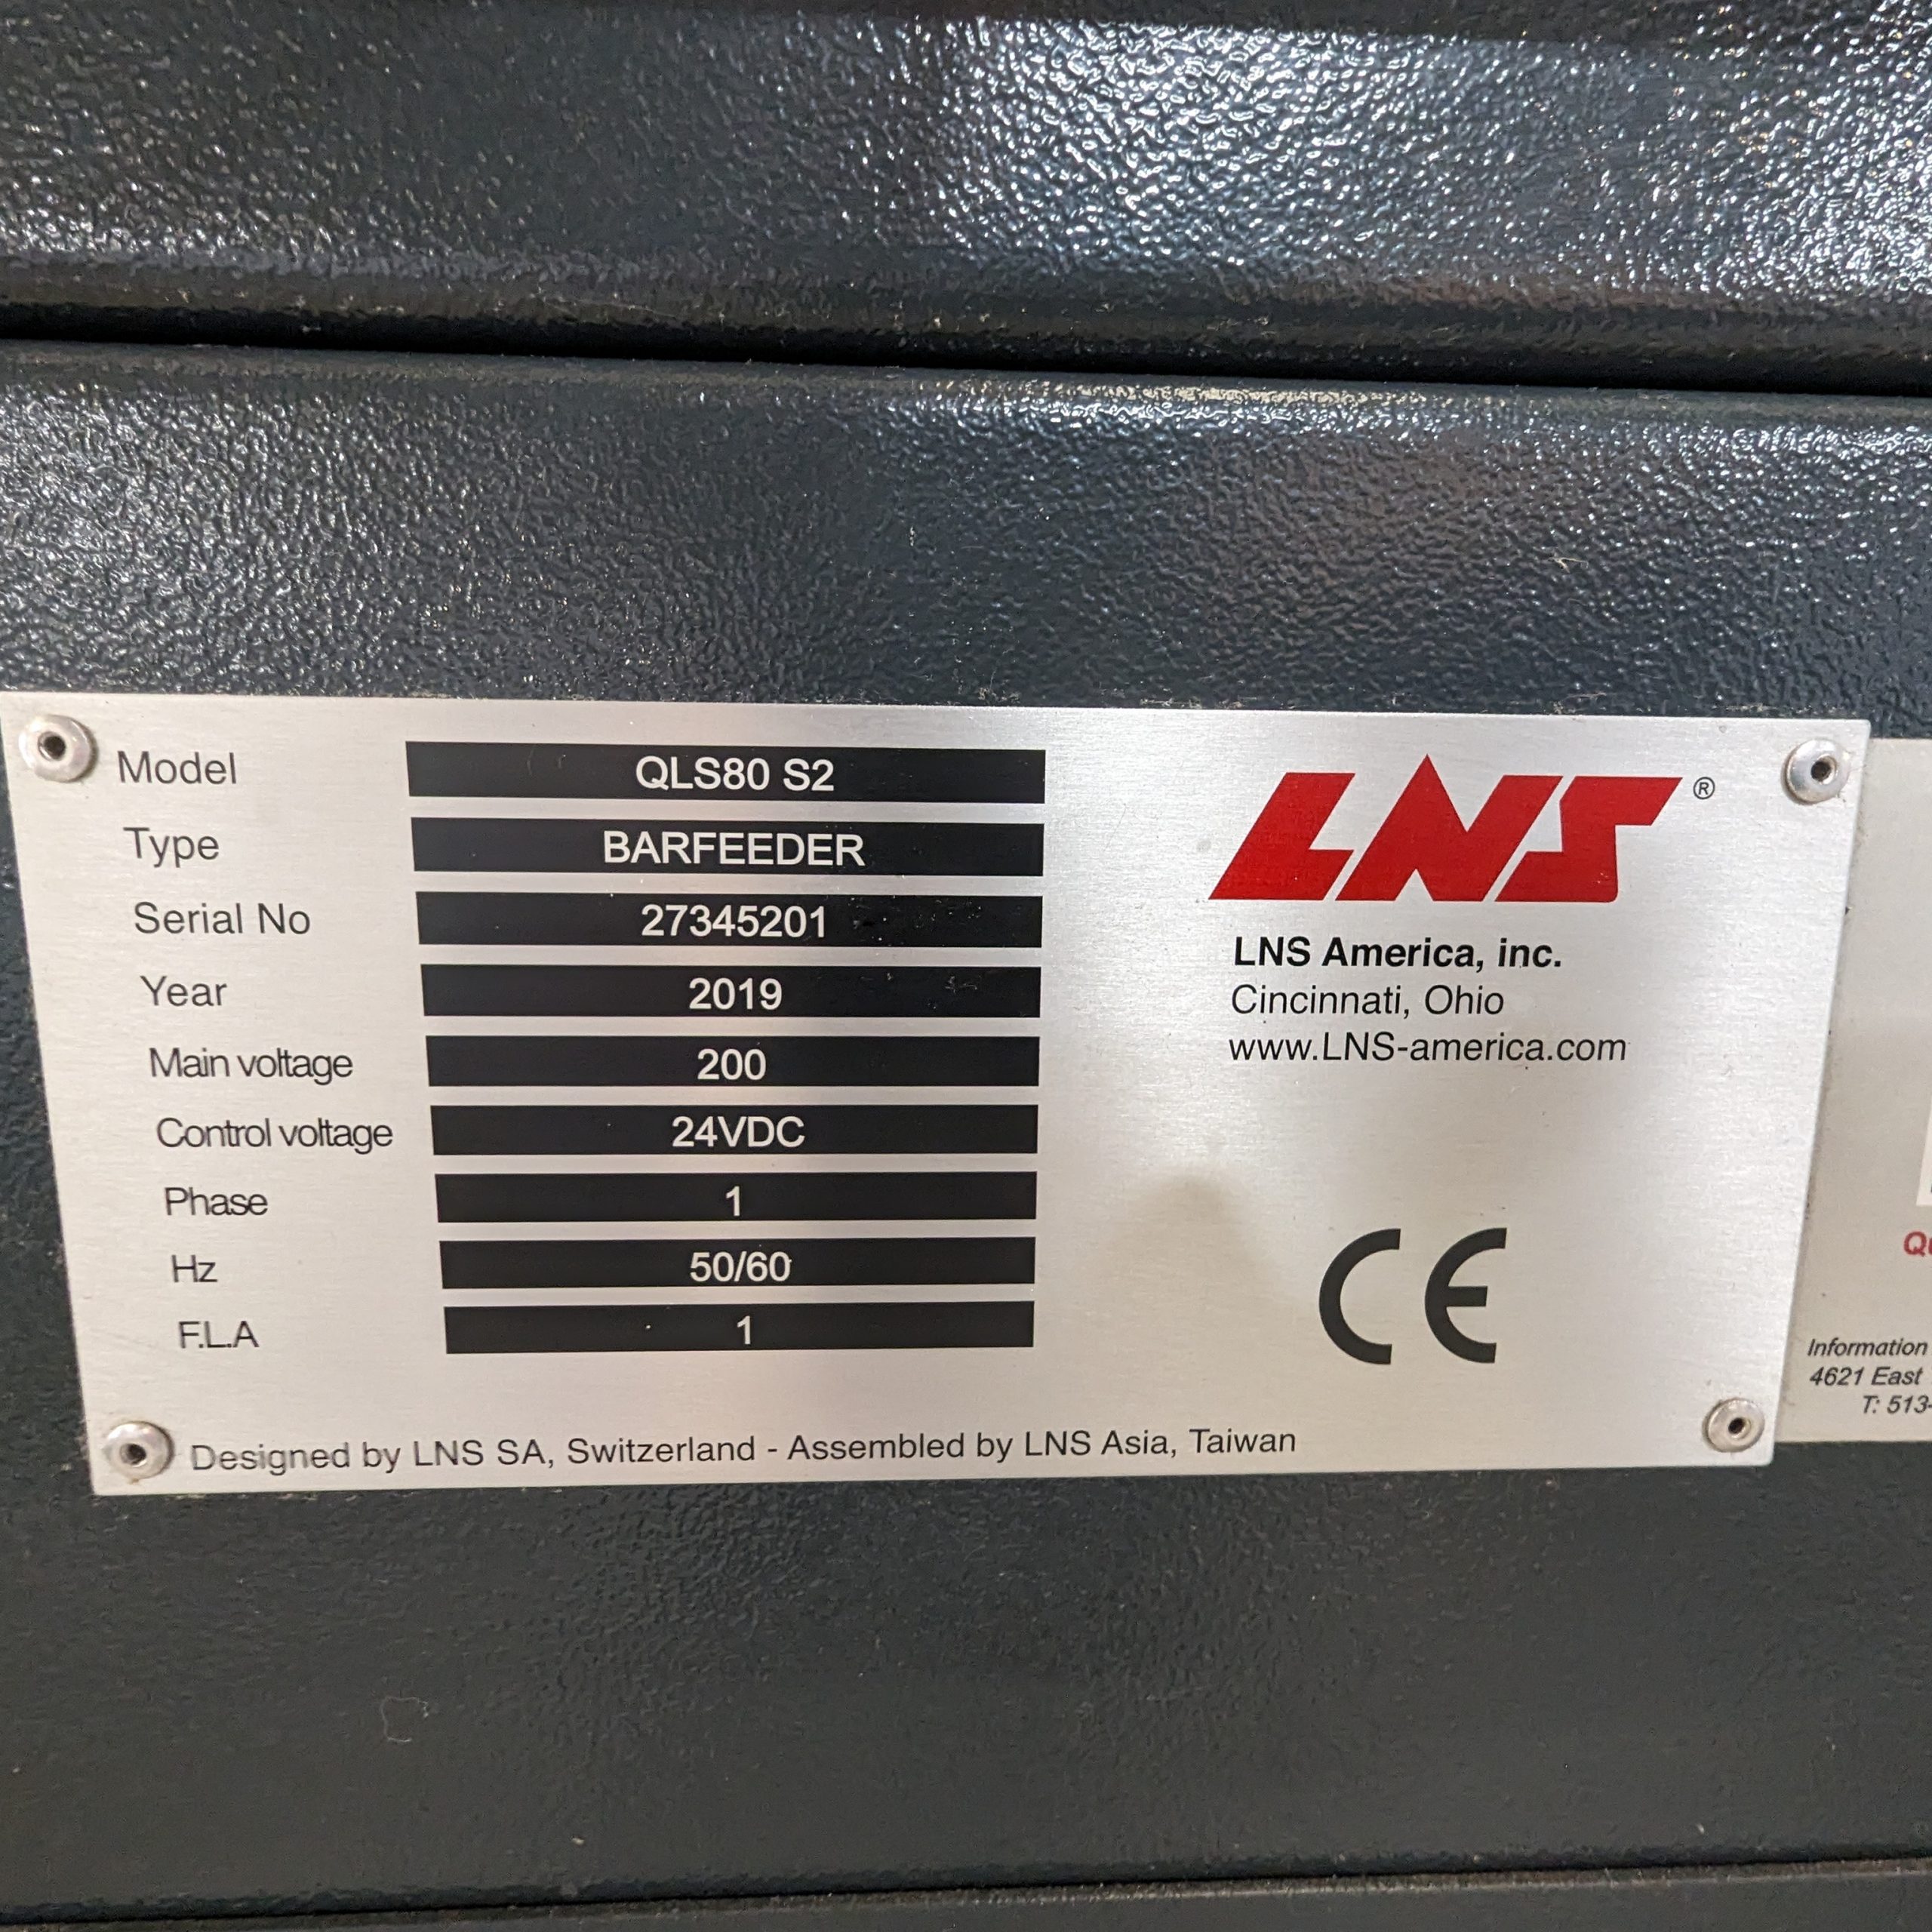 Model QLS80 S2
Type BARFEEDER
Serial No 27345201
Year 2019
Main voltage 200
Control voltage 24VDC
Phase 1
Hz 50/60
F.L.A 1
LNS®
LNS America, inc.
Cincinnati, Ohio
www.LNS-america.com
CE
Designed by LNS SA, Switzerland - Assembled by LNS Asia, Taiwan
Information
4621 East
T: 513-